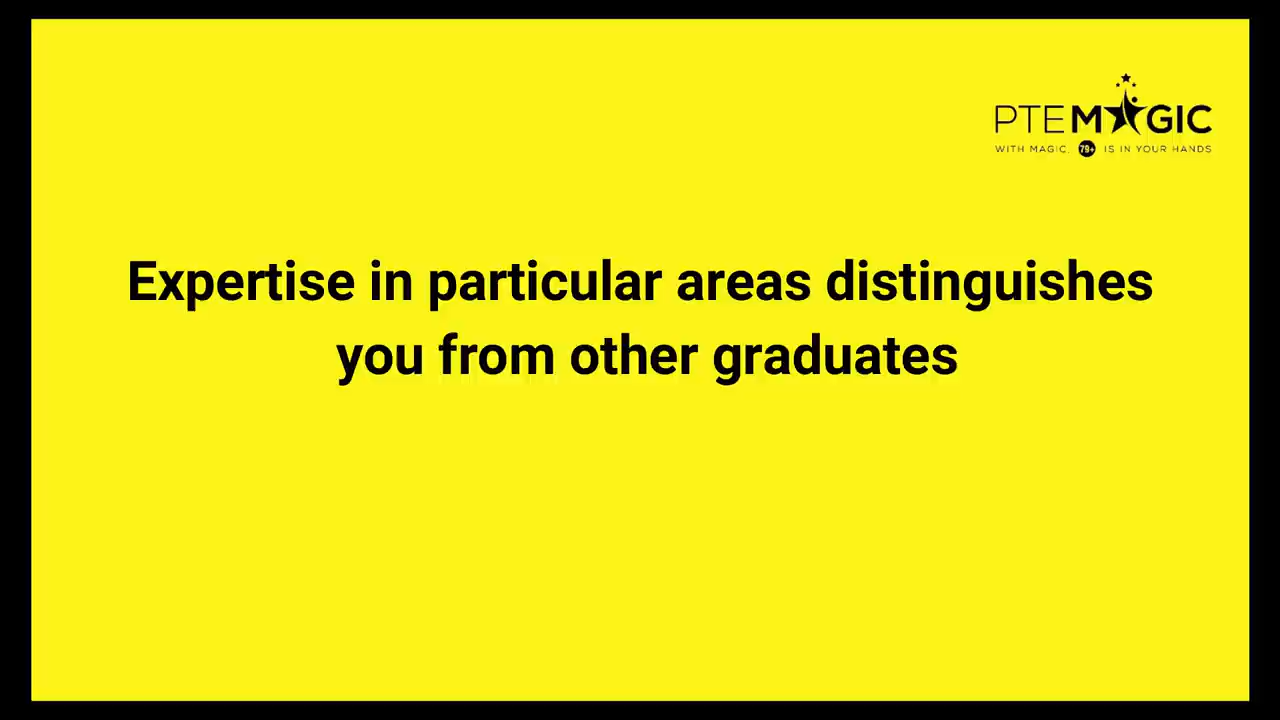 PTEMAGIC
WITH MAGIC, 79+ IS IN YOUR HANDS
Expertise in particular areas distinguishes
you from other graduates